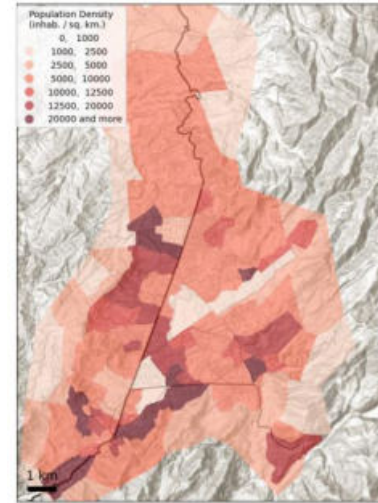 Population Density
(inhab. / sq. km.)
0, 1000
1000, 2500
2500, 5000
5000, 10000
10000, 12500
12500, 20000
20000 and more
1 km